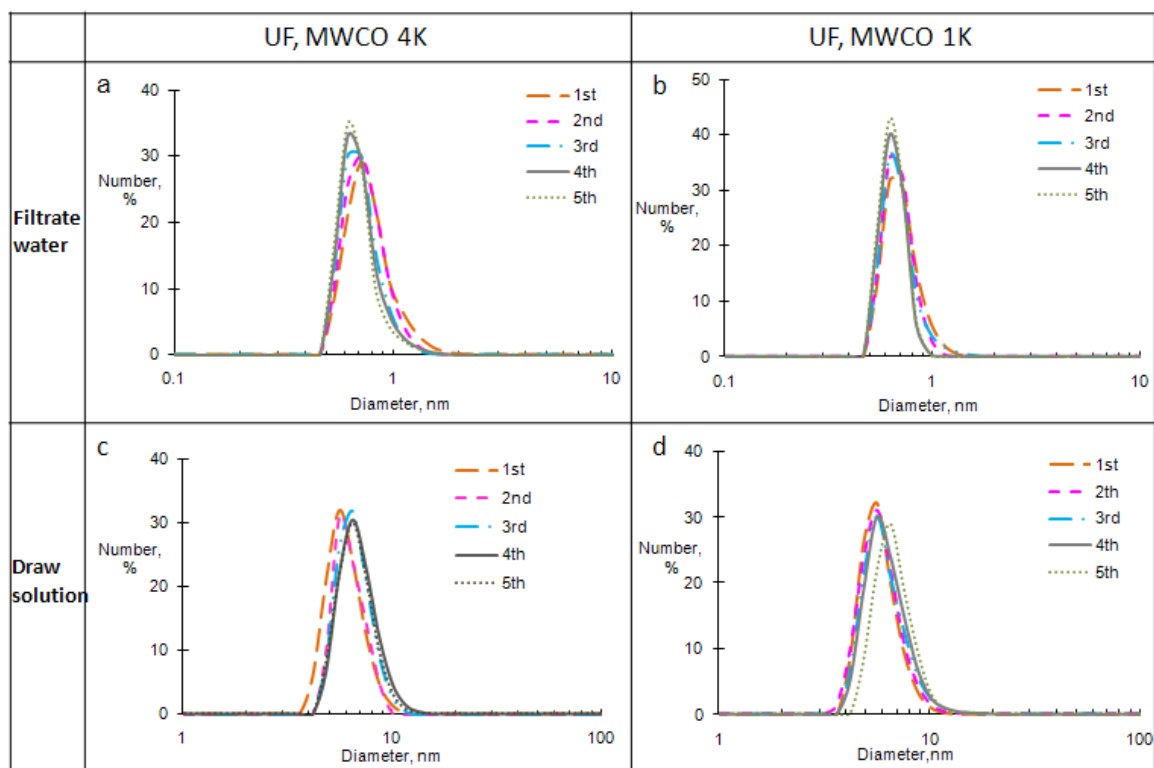 UF, MWCO 4K
UF, MWCO 1K
Filtrate
water
a
40
30
20
10
0
Number,
%
0.1
1
10
Diameter, nm
1st
2nd
3rd
4th
5th
b
50
40
30
20
10
0
Number,
%
0.1
1
10
Diameter, nm
1st
2nd
3rd
4th
5th
Draw
solution
c
40
30
20
10
0
Number,
%
1
10
100
Diameter, nm
1st
2nd
3rd
4th
5th
d
40
30
20
10
0
Number,
%
1
10
100
Diameter,nm
1st
2th
3rd
4th
5th